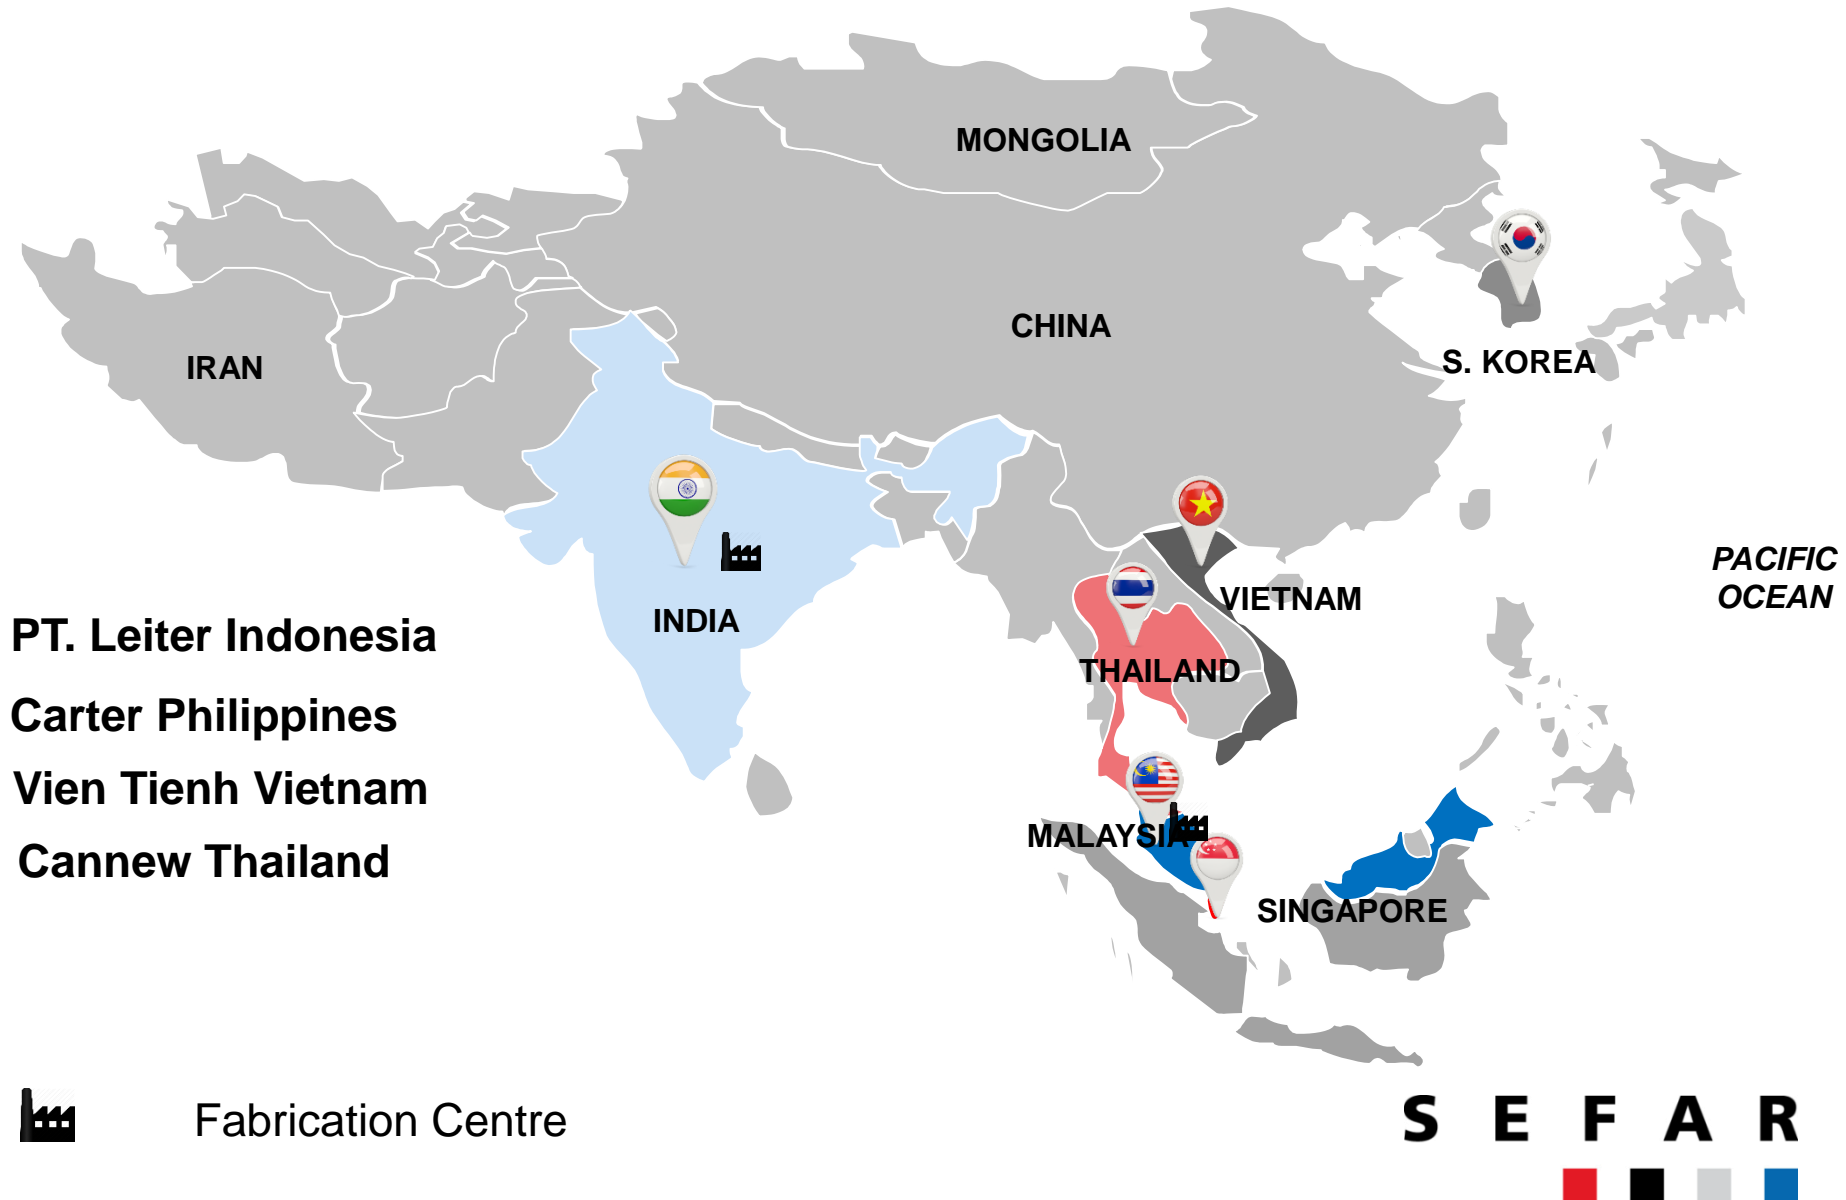 MONGOLIA
CHINA
IRAN
S. KOREA
PACIFIC
OCEAN
VIETNAM
INDIA
PT. Leiter Indonesia
THAILAND
Carter Philippines
Vien Tienh Vietnam
MALAYSIA
Cannew Thailand
SINGAPORE
Fabrication Centre
SEFAR